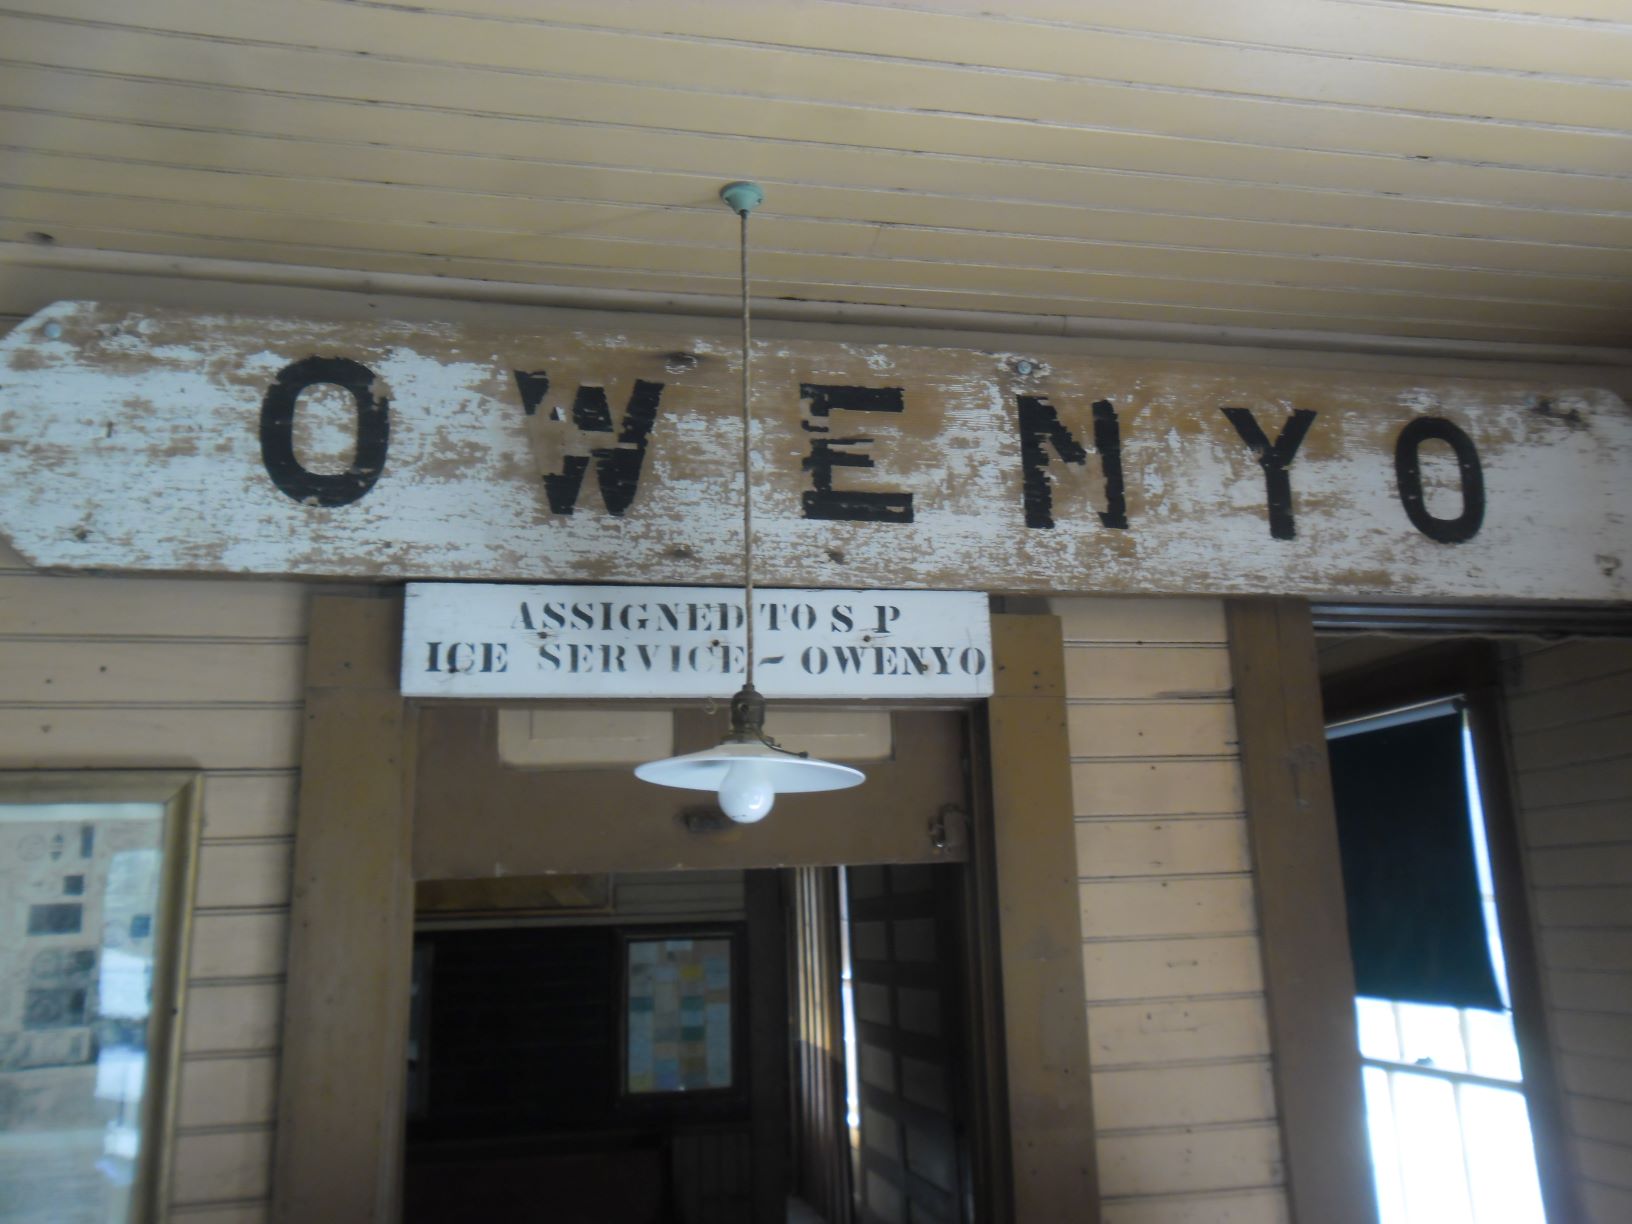 OWENYO
ASSIGNED TO S P
ICE SERVICE ~ OWENYO